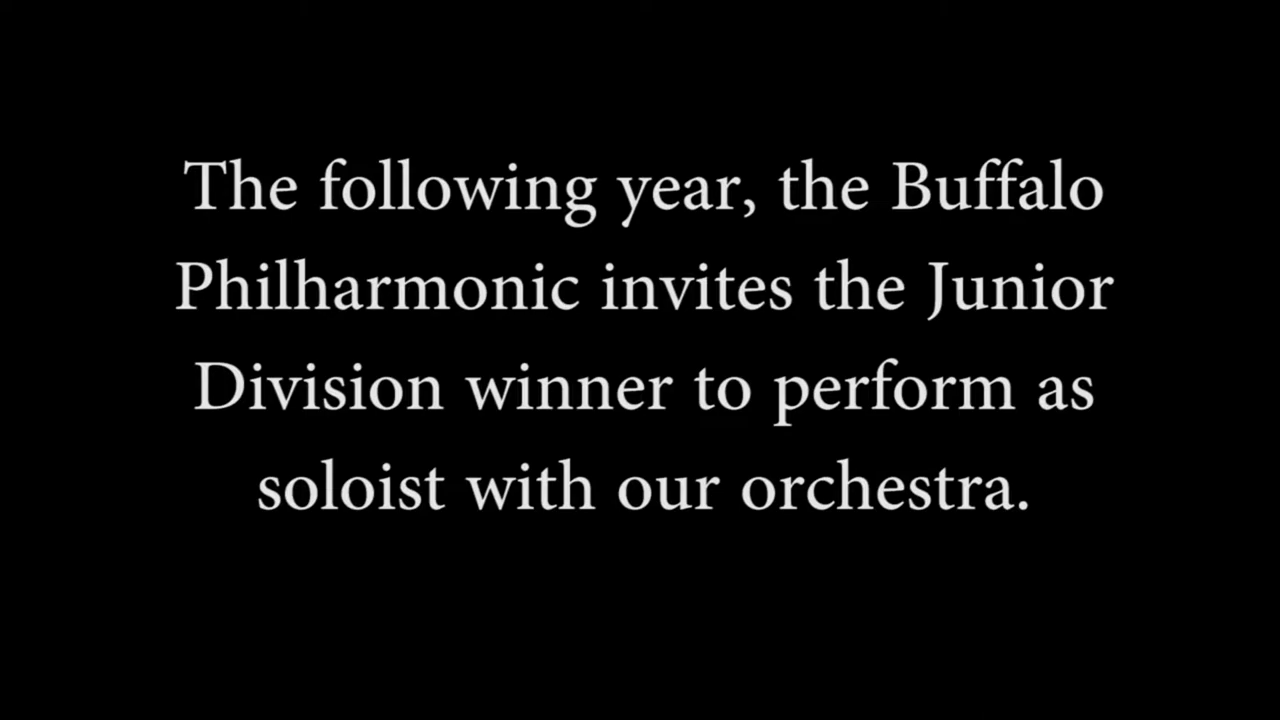 The following year, the Buffalo
Philharmonic invites the Junior
Division winner to perform as
soloist with our orchestra.